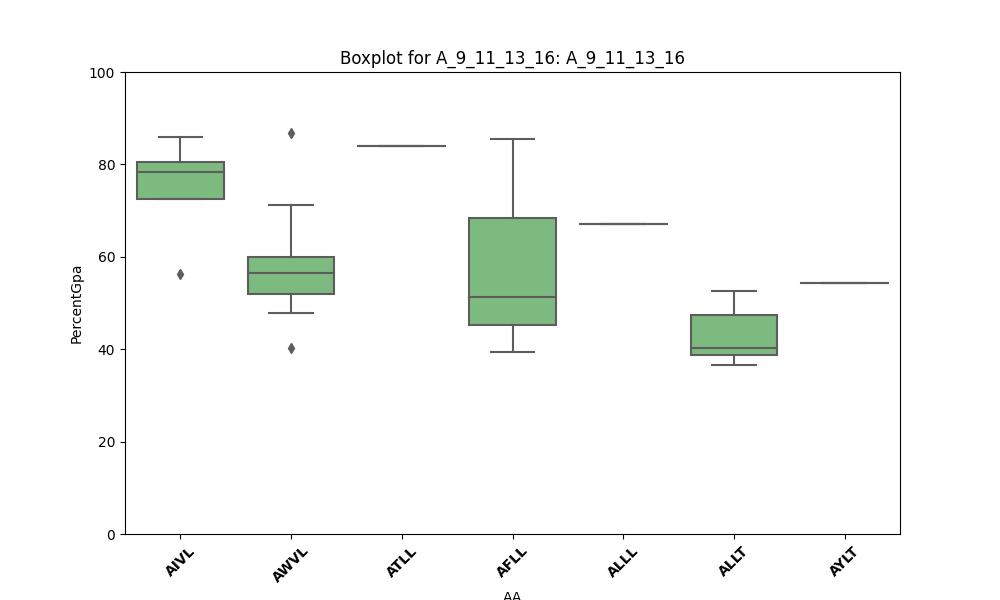 Boxplot for A_9_11_13_16: A_9_11_13_16
100
80
60
40
20
0
PercentGpa
AIVL
AWVL
ATLL
AFLL
ALLL
ALLT
AYLT
AA